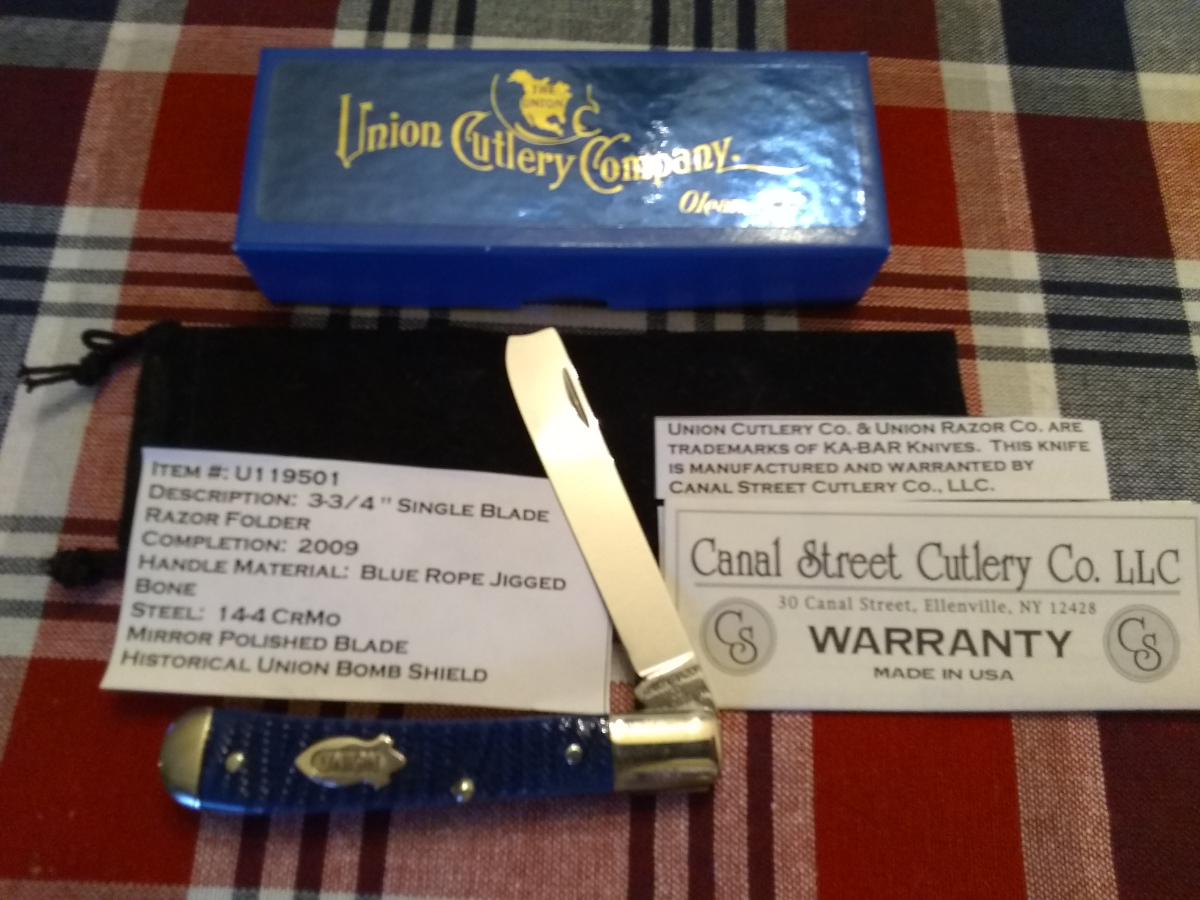 THE
UNION
Union Cutlery Company.
ITEM #: U119501
DESCRIPTION: 3-3/4" SINGLE BLADE
RAZOR FOLDER
COMPLETION: 2009
HANDLE MATERIAL: BLUE ROPE JIGGED
BONE
STEEL: 14-4 CRMO
MIRROR POLISHED BLADE
HISTORICAL UNION BOMB SHIELD
UNION CUTLERY CO. & UNION RAZOR CO. ARE
TRADEMARKS OF KA-BAR KNIVES. THIS KNIFE
IS MANUFACTURED AND WARRANTED BY
CANAL STREET CUTLERY CO., LLC.
Canal Street Cutlery Co. LLC
30 Canal Street, Ellenville, NY 12428
CS WARRANTY CS
MADE IN USA